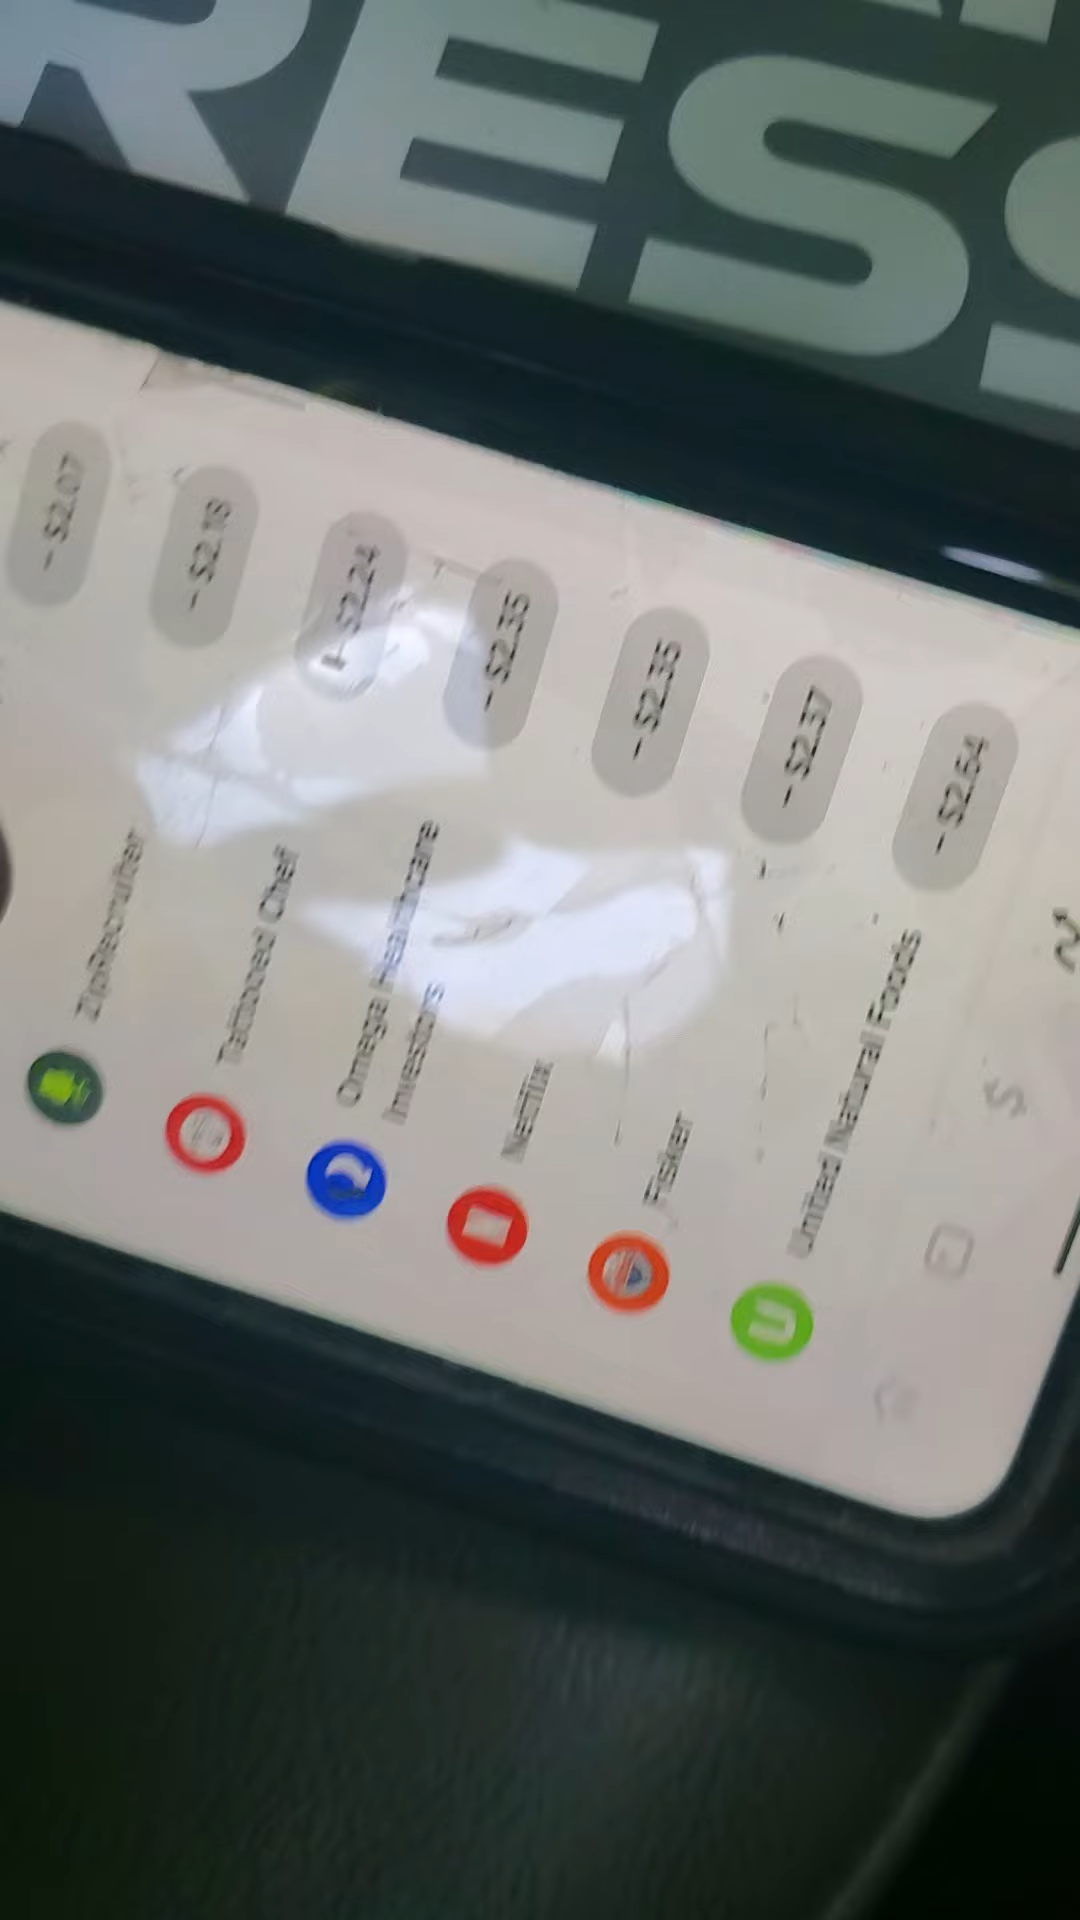 RESS
ZipRecruiter
- $2.07
Tattooed Chef
- $2.18
Omega Healthcare
Investors
- $2.24
Netflix
- $2.35
Fisker
- $2.35
United Natural Foods
- $2.37
- $2.64